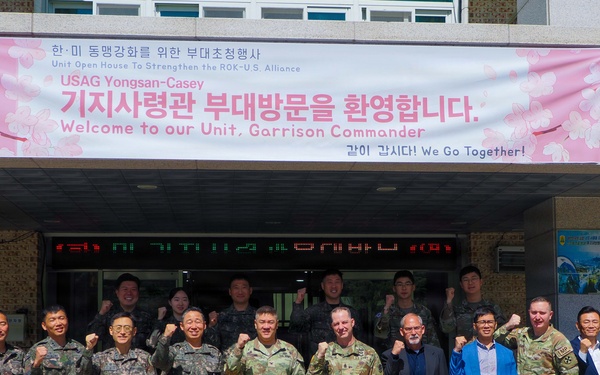 한·미 동맹강화를 위한 부대초청행사
Unit Open House To Strengthen the ROK-U.S. Alliance
USAG Yongsan-Casey
기지사령관 부대방문을 환영합니다.
Welcome to our Unit, Garrison Commander
같이 갑시다! We Go Together!